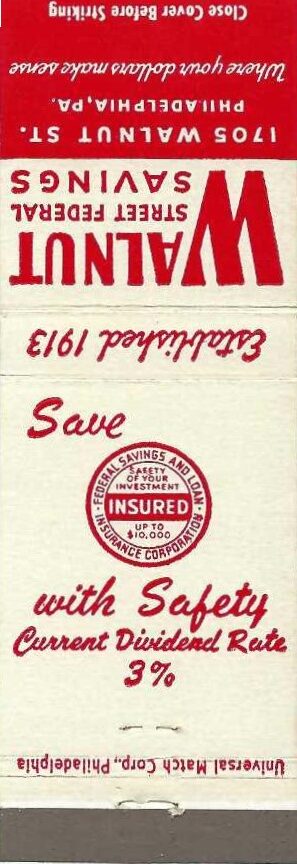 Close Cover Before Striking
Where your dollars make sense
PHILADELPHIA, PA.
1705 WALNUT ST.
WALNUT
STREET FEDERAL
SAVINGS
Established 1913
Save
FEDERAL SAVINGS AND LOAN
INSURANCE CORPORATION
SAFETY
OF YOUR
INVESTMENT
INSURED
UP TO
$10,000
with Safety
Current Dividend Rate
3%
Universal Match Corp., Philadelphia